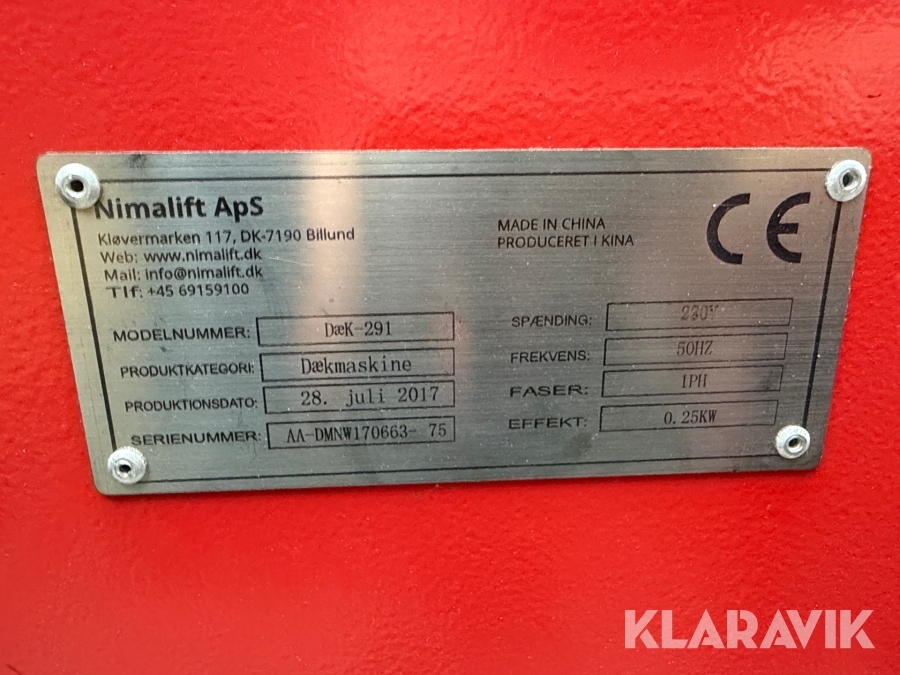 Nimalift ApS
Kløvermarken 117, DK-7190 Billund
Web: www.nimalift.dk
Mail: info@nimalift.dk
Tlf: +45 69159100
MODELNUMMER: DæK-291
PRODUKTKATEGORI: Dækmaskine
PRODUKTIONSDATO: 28. juli 2017
SERIENUMMER: AA-DMNW170663- 75
MADE IN CHINA
PRODUCERET I KINA
CE
SPÆNDING: 230V
FREKVENS: 50HZ
FASER: 1PH
EFFEKT: 0.25KW
KLARAVIK